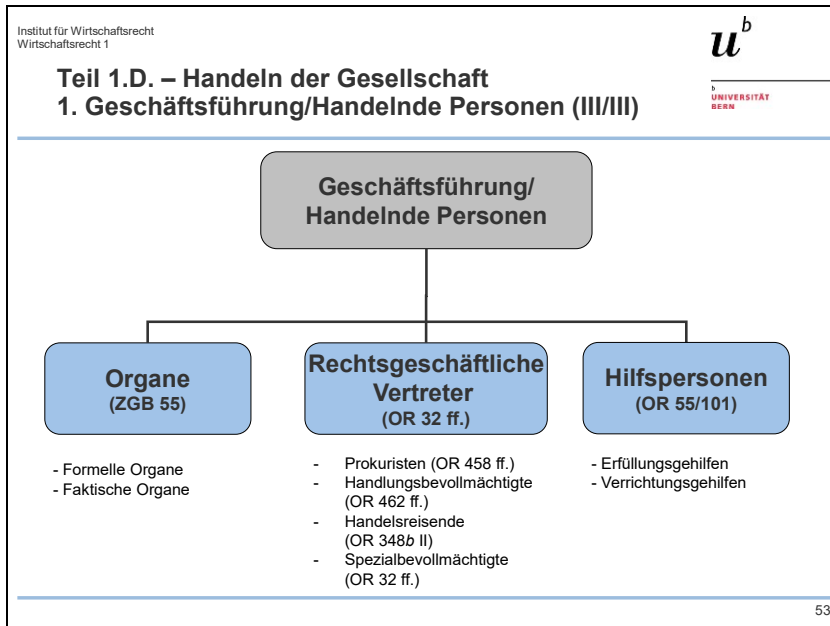 Institut für Wirtschaftsrecht
Wirtschaftsrecht 1
u^b
b
UNIVERSITÄT
BERN
Teil 1.D. – Handeln der Gesellschaft
1. Geschäftsführung/Handelnde Personen (III/III)
Geschäftsführung/
Handelnde Personen
Organe
(ZGB 55)
- Formelle Organe
- Faktische Organe
Rechtsgeschäftliche
Vertreter
(OR 32 ff.)
- Prokuristen (OR 458 ff.)
- Handlungsbevollmächtigte
(OR 462 ff.)
- Handelsreisende
(OR 348b II)
- Spezialbevollmächtigte
(OR 32 ff.)
Hilfspersonen
(OR 55/101)
- Erfüllungsgehilfen
- Verrichtungsgehilfen
53